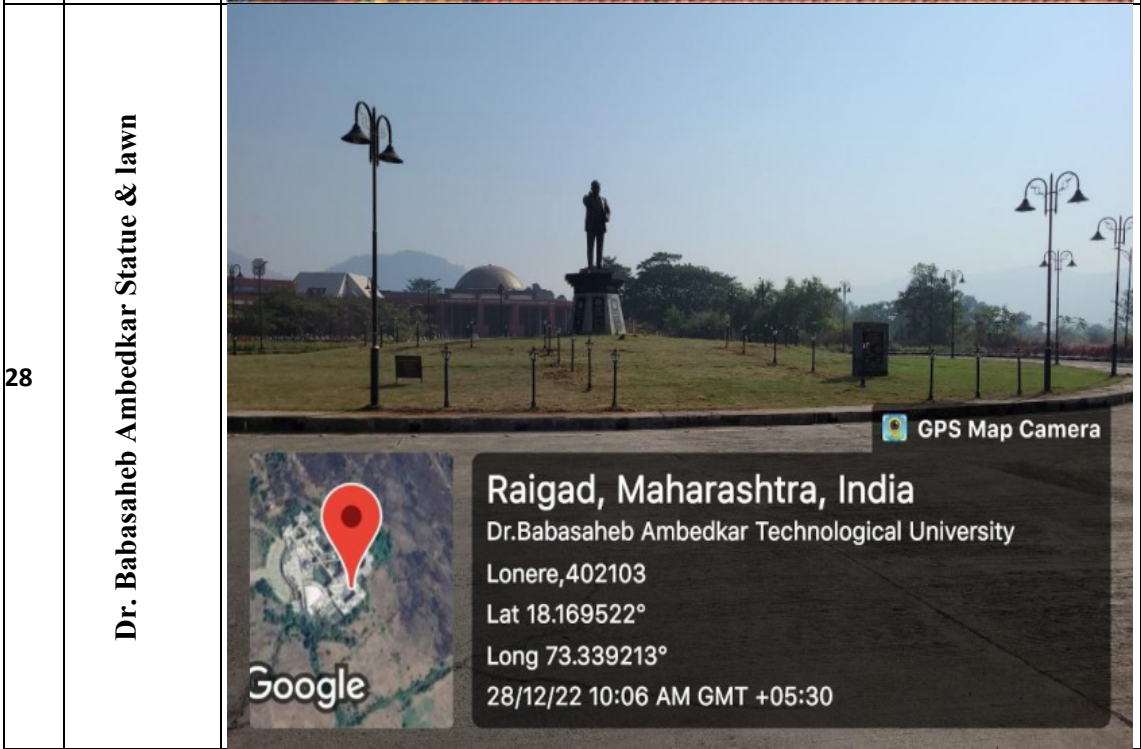 28
Dr. Babasaheb Ambedkar Statue & lawn
GPS Map Camera
Raigad, Maharashtra, India
Dr.Babasaheb Ambedkar Technological University
Lonere,402103
Lat 18.169522°
Long 73.339213°
28/12/22 10:06 AM GMT +05:30
Google